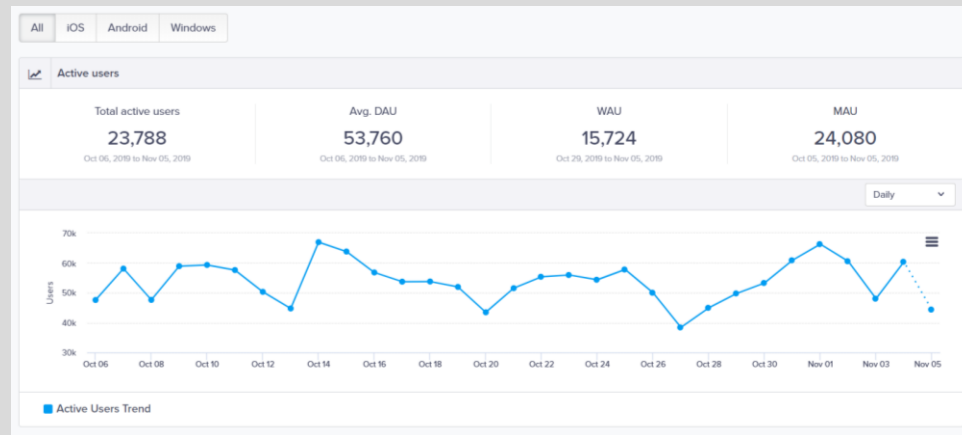 All iOS Android Windows
Active users
Total active users Avg. DAU WAU MAU
23,788 53,760 15,724 24,080
Oct 06, 2019 to Nov 05, 2019 Oct 06, 2019 to Nov 05, 2019 Oct 29, 2019 to Nov 05, 2019 Oct 05, 2019 to Nov 05, 2019
Daily
70k
60k
50k
40k
30k
Users
Oct 06 Oct 08 Oct 10 Oct 12 Oct 14 Oct 16 Oct 18 Oct 20 Oct 22 Oct 24 Oct 26 Oct 28 Oct 30 Nov 01 Nov 03 Nov 05
Active Users Trend